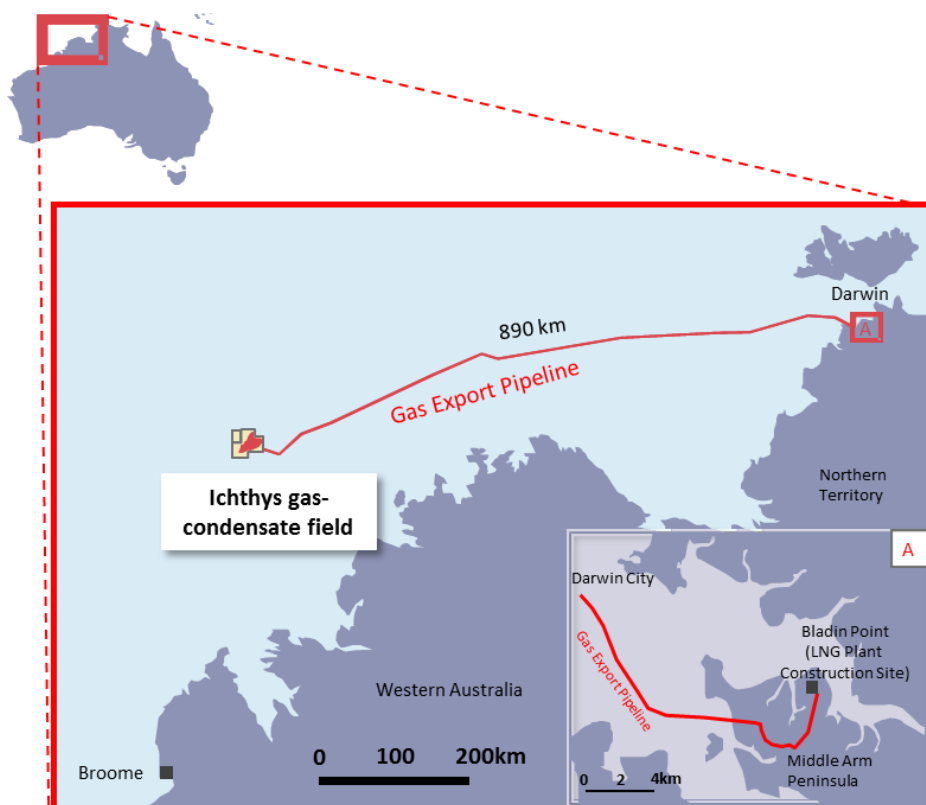 Darwin
A
890 km
Gas Export Pipeline
Ichthys gas-
condensate field
Northern
Territory
A
Darwin City
Gas Export Pipeline
Bladin Point
(LNG Plant
Construction Site)
Western Australia
Middle Arm
Peninsula
0 100 200km
Broome
0 2 4km